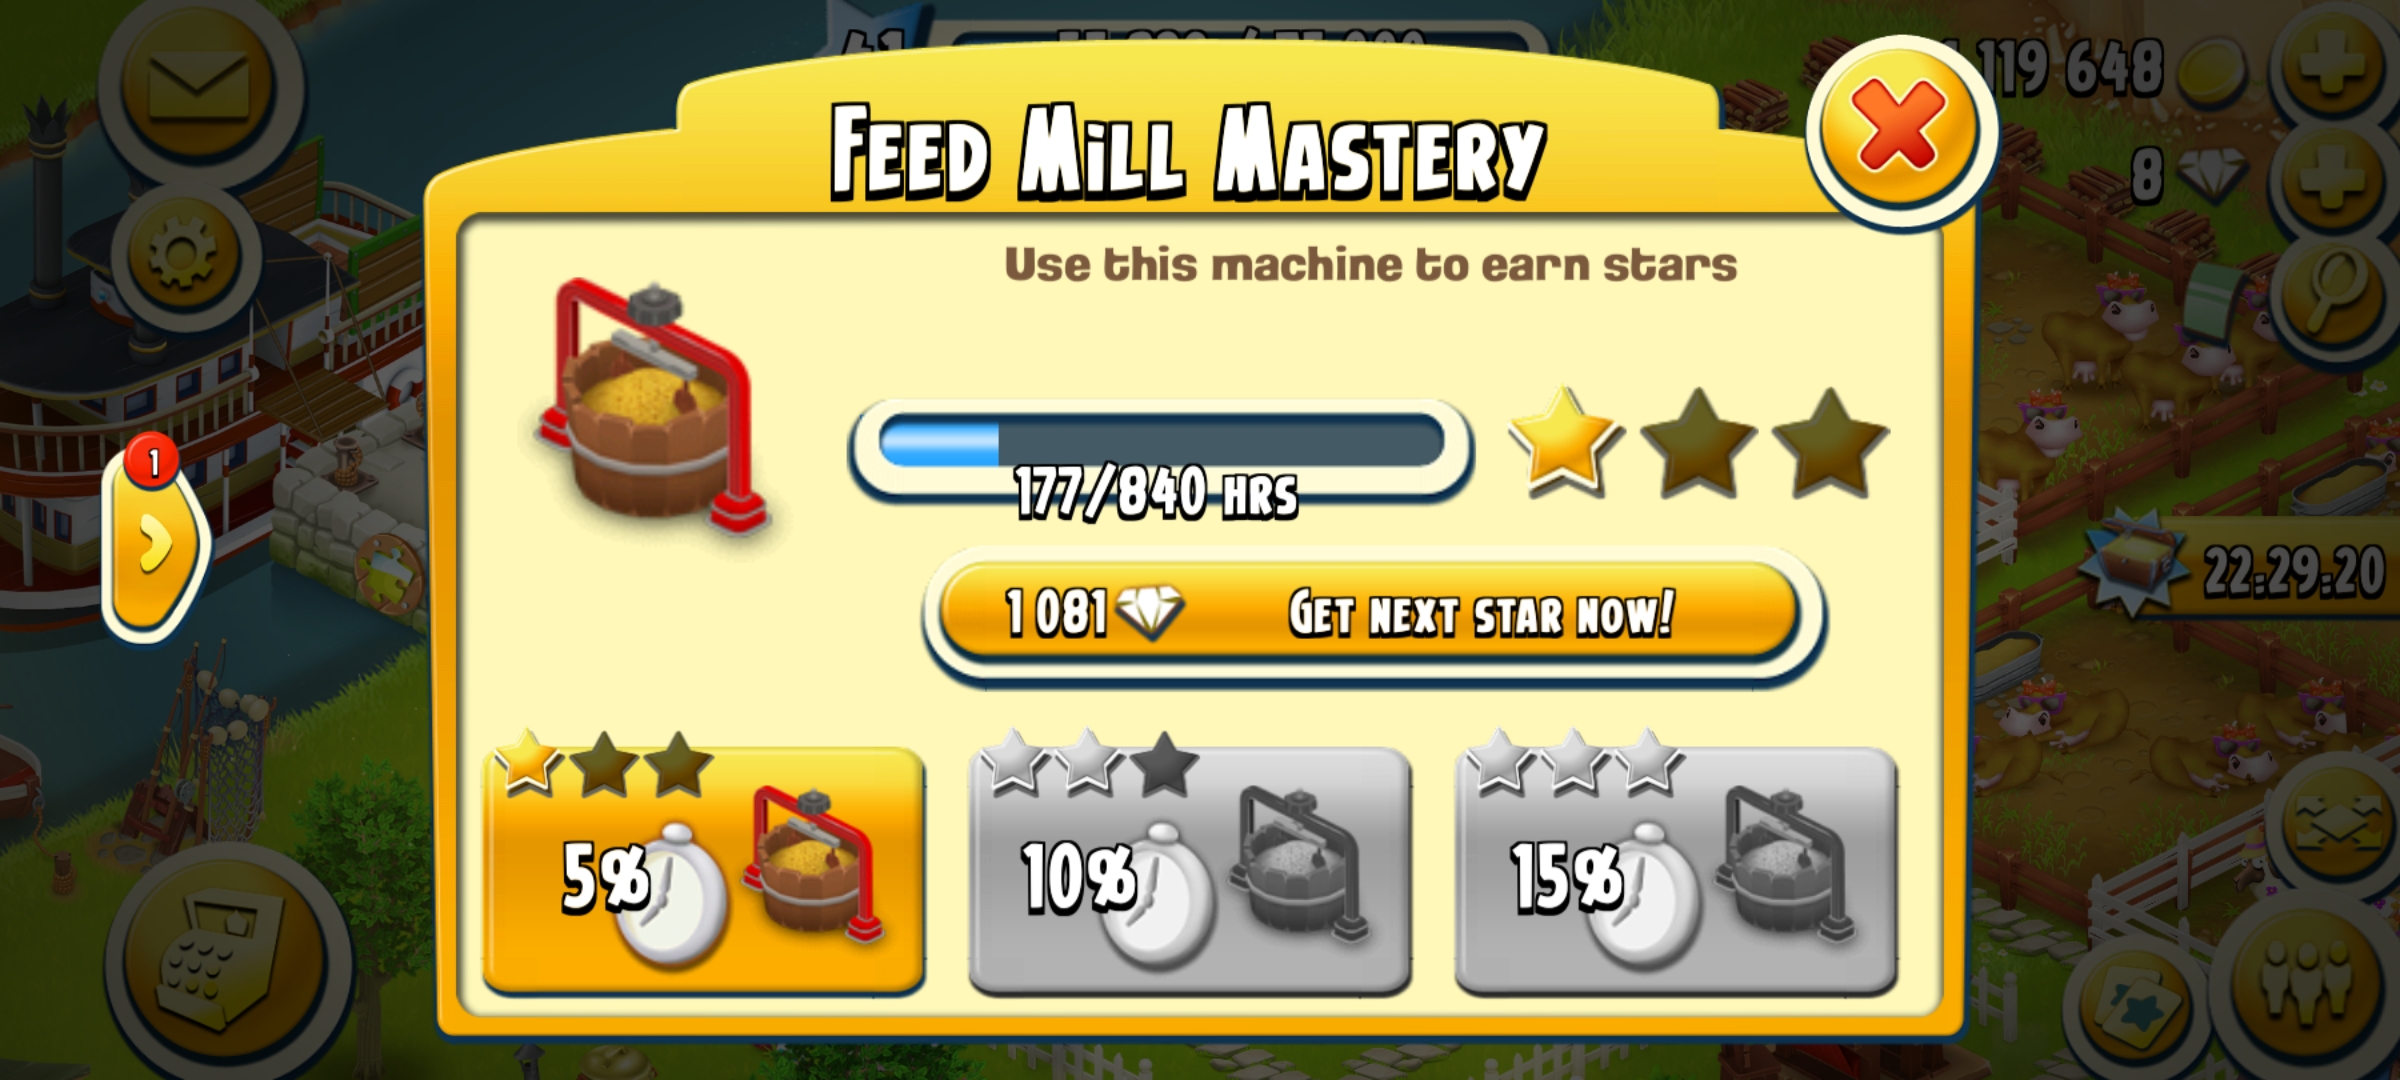 FEED MiLL MASTERY
119 648
8
Use this machine to earn stars
1
177/840 HRS
22:29:20
1 081 GET NEXT STAR NOW!
5%
10%
15%